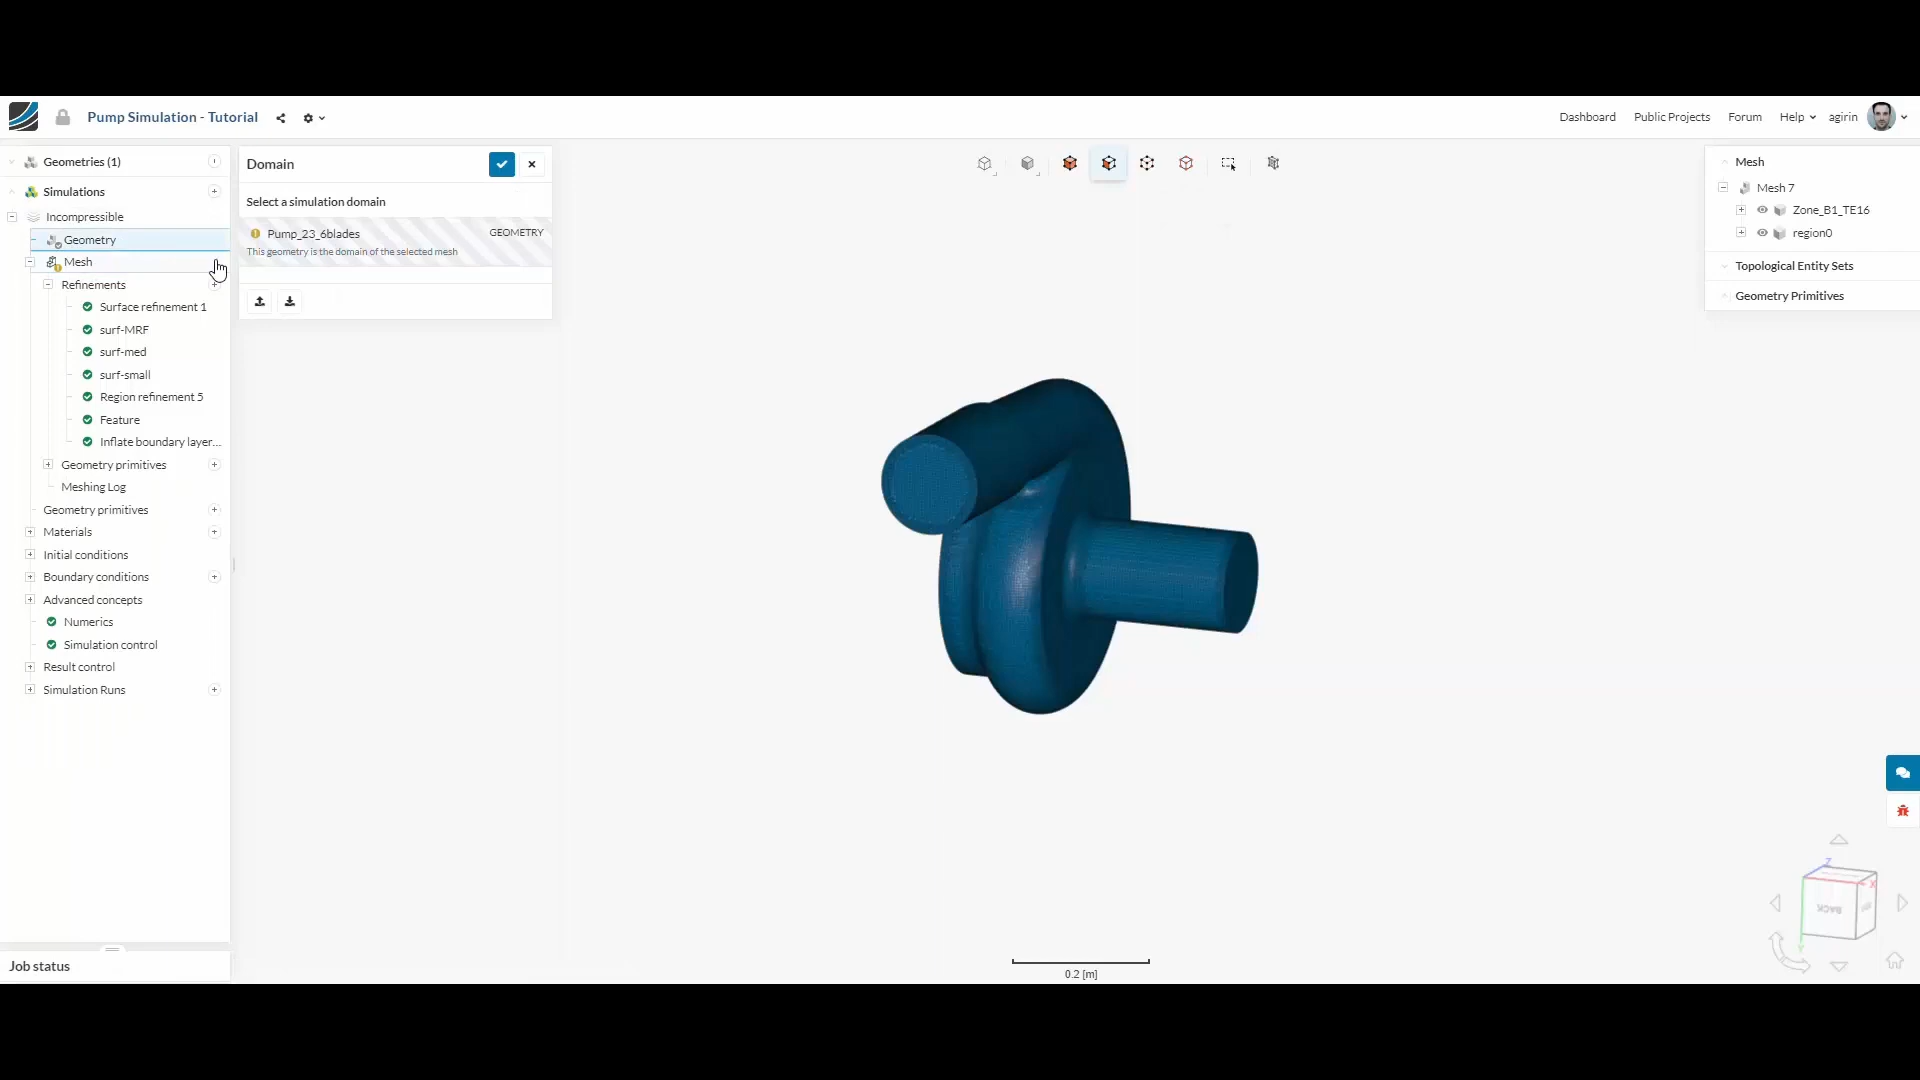 Pump Simulation - Tutorial
Dashboard
Public Projects
Forum
Help
agirin
Geometries (1)
Simulations
Incompressible
Geometry
Mesh
Refinements
Surface refinement 1
surf-MRF
surf-med
surf-small
Region refinement 5
Feature
Inflate boundary layer...
Geometry primitives
Meshing Log
Geometry primitives
Materials
Initial conditions
Boundary conditions
Advanced concepts
Numerics
Simulation control
Result control
Simulation Runs
Job status
Domain
Select a simulation domain
Pump_23_6blades
GEOMETRY
This geometry is the domain of the selected mesh
Mesh
Mesh 7
Zone_B1_TE16
region0
Topological Entity Sets
Geometry Primitives
0.2 [m]
Z
X
BACK
Y